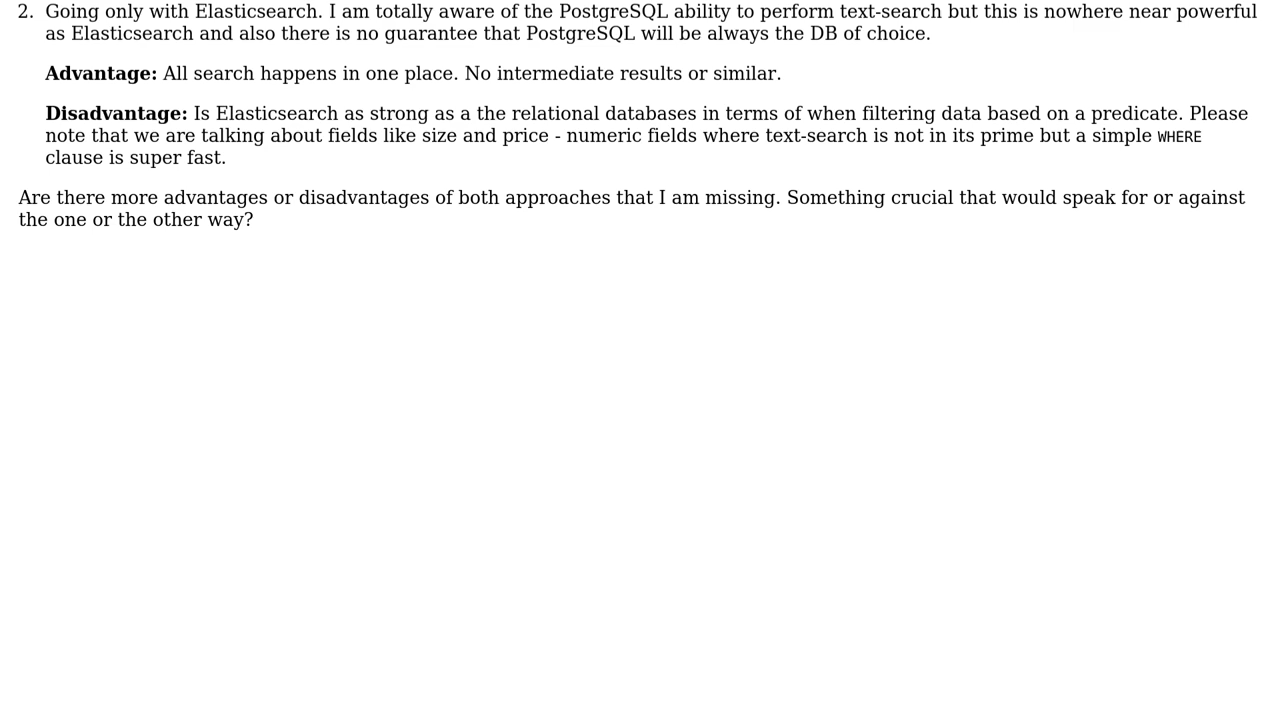 2. Going only with Elasticsearch. I am totally aware of the PostgreSQL ability to perform text-search but this is nowhere near powerful
as Elasticsearch and also there is no guarantee that PostgreSQL will be always the DB of choice.
Advantage: All search happens in one place. No intermediate results or similar.
Disadvantage: Is Elasticsearch as strong as a the relational databases in terms of when filtering data based on a predicate. Please
note that we are talking about fields like size and price - numeric fields where text-search is not in its prime but a simple WHERE
clause is super fast.
Are there more advantages or disadvantages of both approaches that I am missing. Something crucial that would speak for or against
the one or the other way?